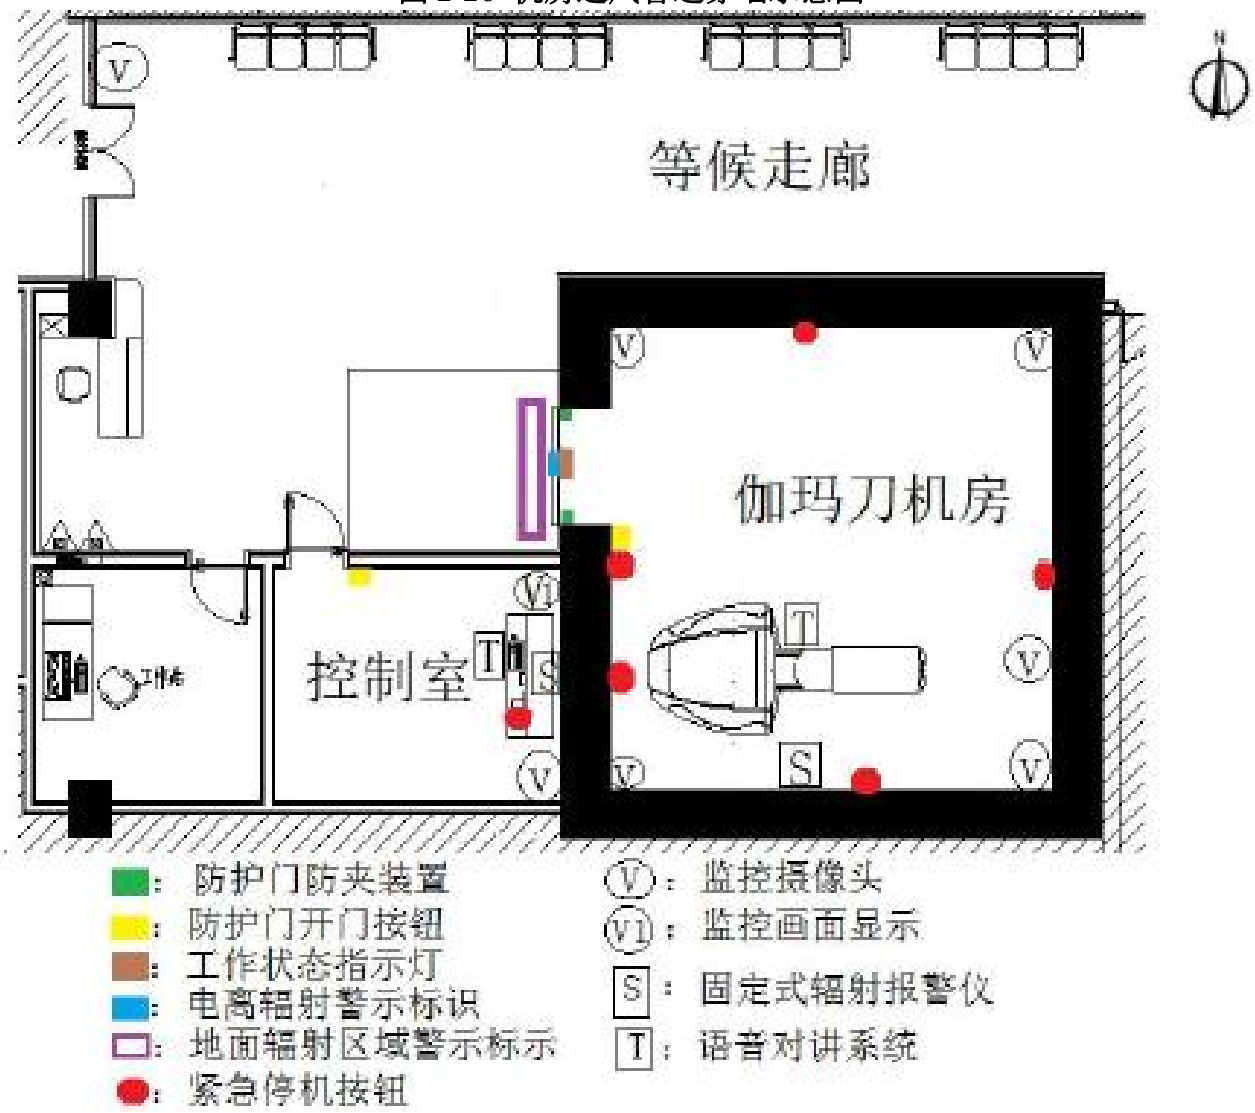 N
V
等候走廊
V
V
伽玛刀机房
V1
T
T
控制室
S
V
工作站
V
V
V
S
防护门防夹装置
V：监控摄像头
防护门开门按钮
V1：监控画面显示
工作状态指示灯
电离辐射警示标识
S：固定式辐射报警仪
地面辐射区域警示标示
T：语音对讲系统
紧急停机按钮